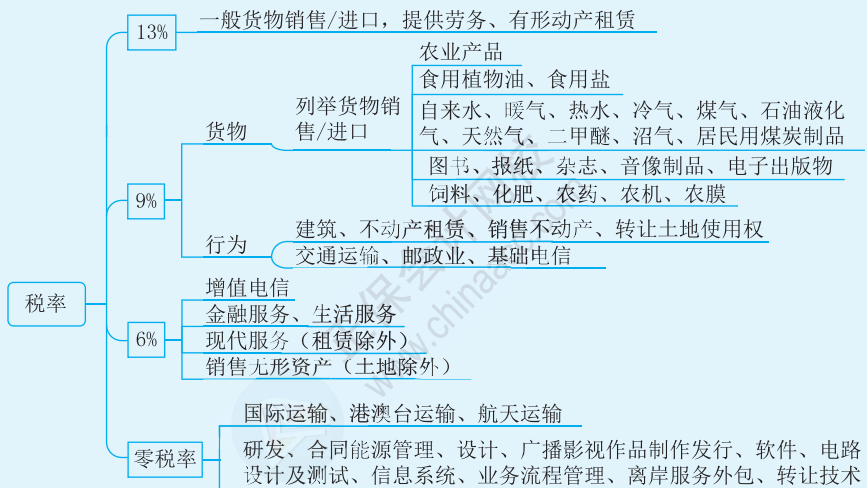 税率
13%
一般货物销售/进口，提供劳务、有形动产租赁
9%
货物
列举货物销
售/进口
农业产品
食用植物油、食用盐
自来水、暖气、热水、冷气、煤气、石油液化
气、天然气、二甲醚、沼气、居民用煤炭制品
图书、报纸、杂志、音像制品、电子出版物
饲料、化肥、农药、农机、农膜
行为
建筑、不动产租赁、销售不动产、转让土地使用权
交通运输、邮政业、基础电信
6%
增值电信
金融服务、生活服务
现代服务（租赁除外）
销售无形资产（土地除外）
零税率
国际运输、港澳台运输、航天运输
研发、合同能源管理、设计、广播影视作品制作发行、软件、电路
设计及测试、信息系统、业务流程管理、离岸服务外包、转让技术